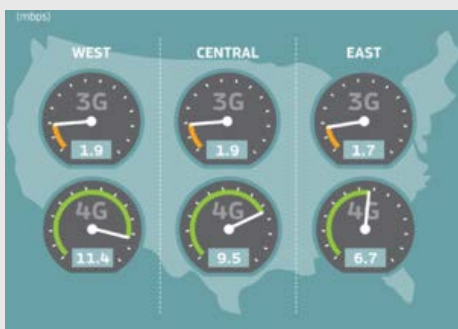 (mbps)
WEST CENTRAL EAST
3G 3G 3G
1.9 1.9 1.7
4G 4G 4G
11.4 9.5 6.7